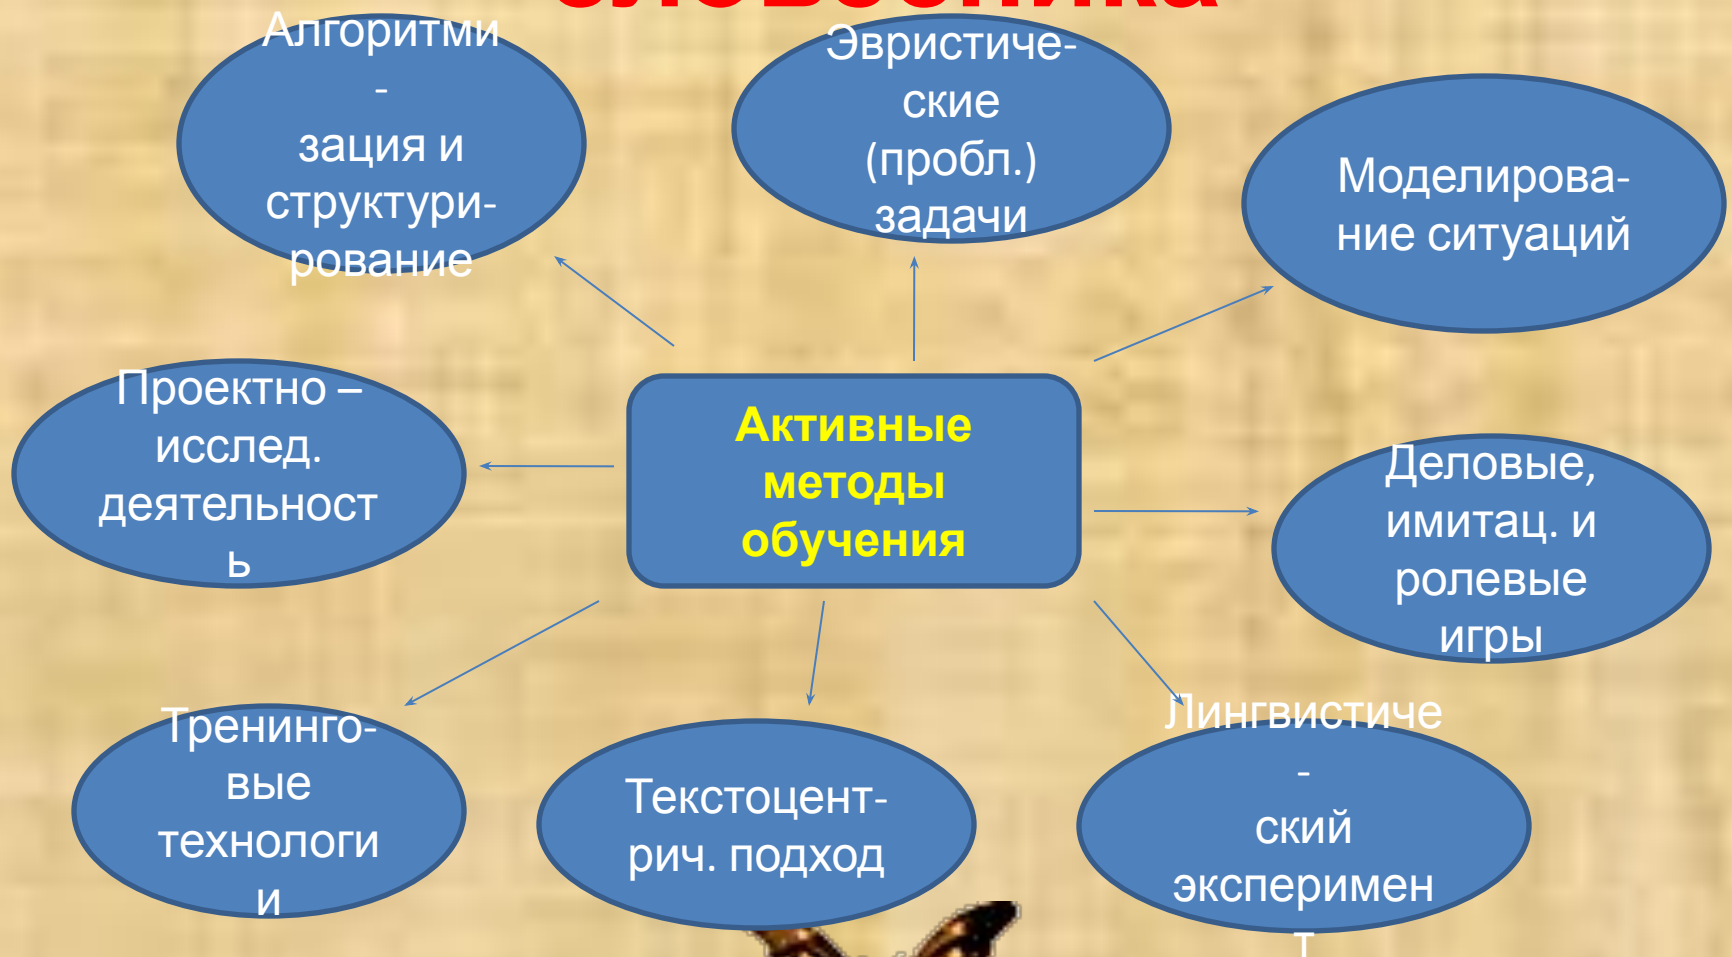 Алгоритми
-
зация и
структури-
рование
Эвристиче-
ские
(пробл.)
задачи
Моделирова-
ние ситуаций
Проектно –
исслед.
деятельност
ь
Активные
методы
обучения
Деловые,
имитац. и
ролевые
игры
Тренинго-
вые
технологи
и
Текстоцент-
рич. подход
Лингвистиче
-
ский
эксперимен
т